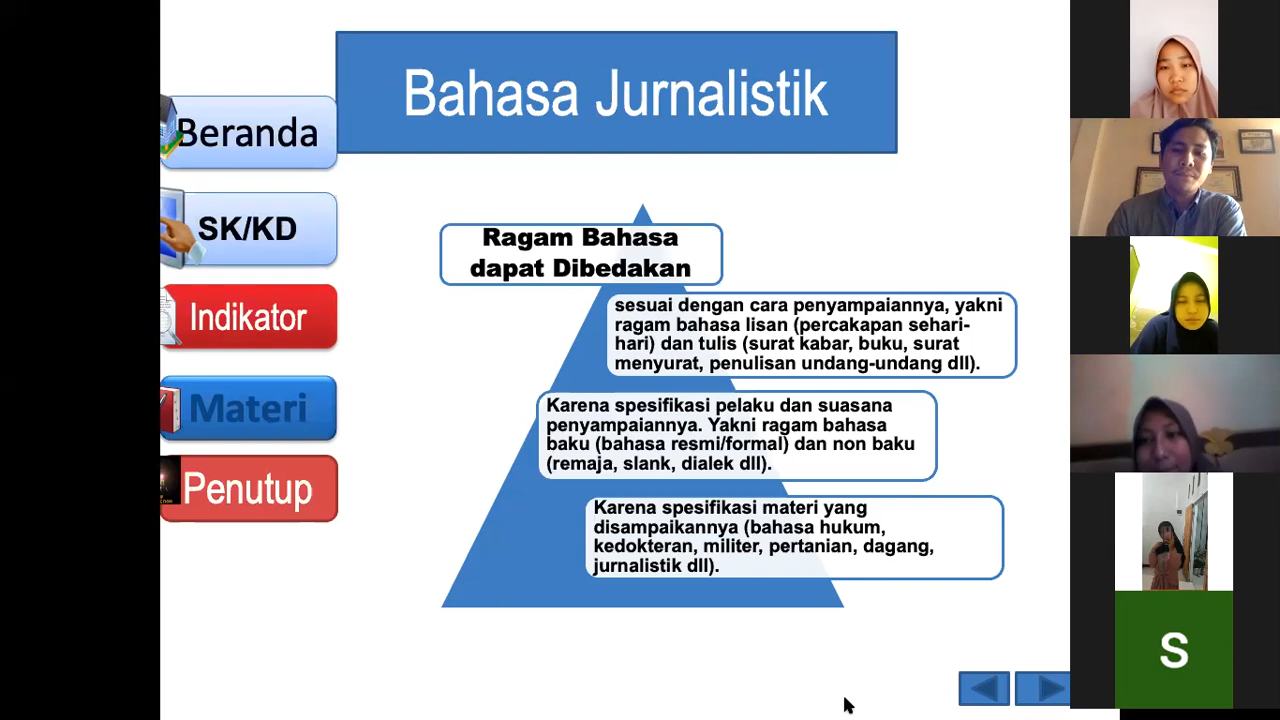 Bahasa Jurnalistik
Beranda
SK/KD
Indikator
Materi
Penutup
Ragam Bahasa
dapat Dibedakan
sesuai dengan cara penyampaiannya, yakni
ragam bahasa lisan (percakapan sehari-
hari) dan tulis (surat kabar, buku, surat
menyurat, penulisan undang-undang dll).
Karena spesifikasi pelaku dan suasana
penyampaiannya. Yakni ragam bahasa
baku (bahasa resmi/formal) dan non baku
(remaja, slank, dialek dll).
Karena spesifikasi materi yang
disampaikannya (bahasa hukum,
kedokteran, militer, pertanian, dagang,
jurnalistik dll).
S